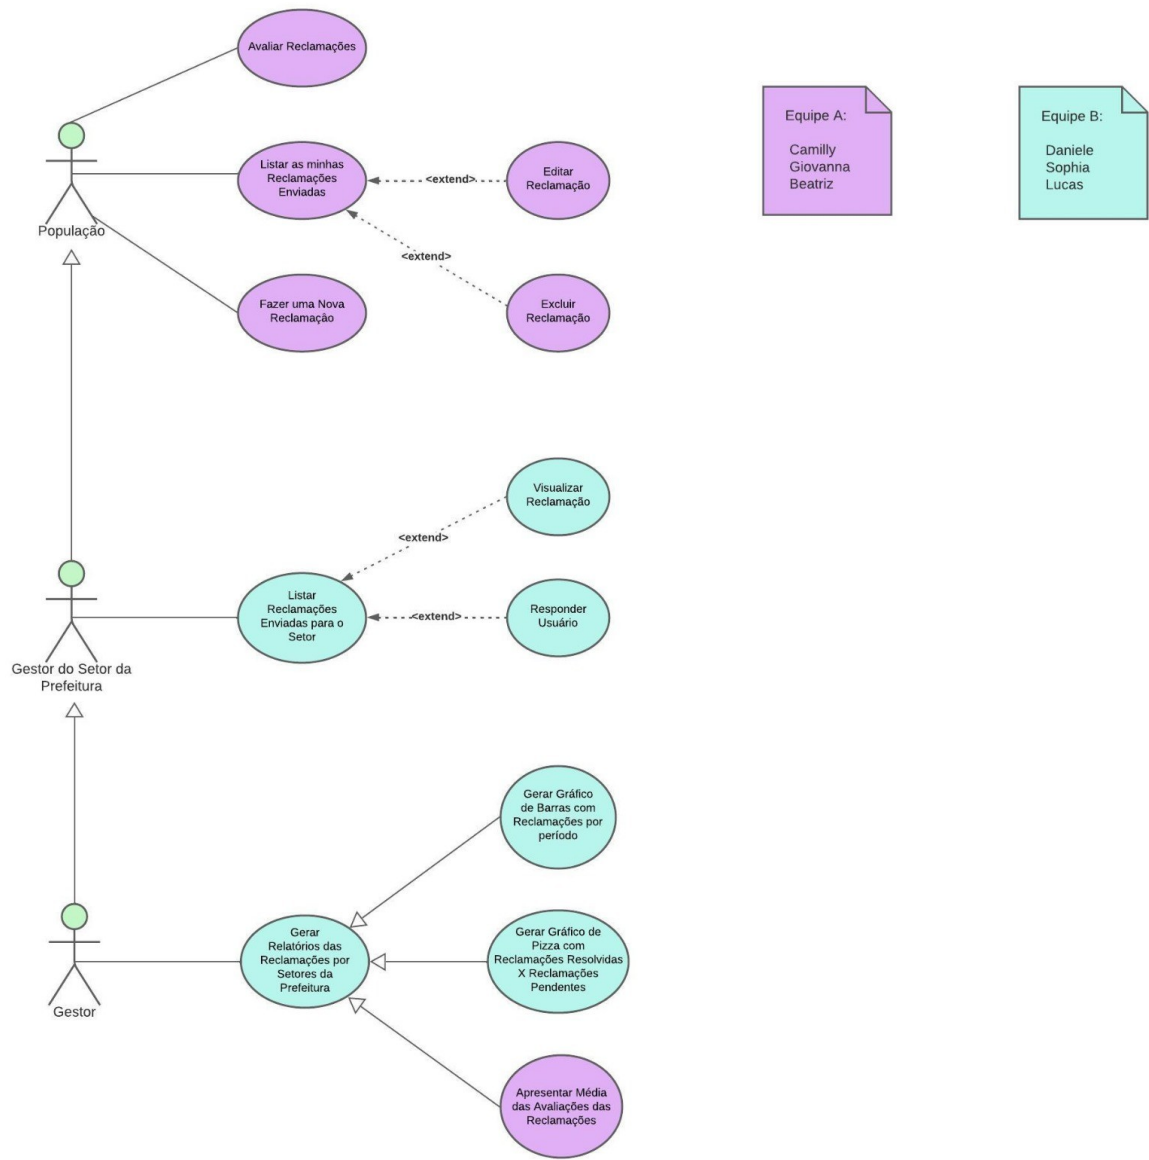 Avaliar Reclamações
Equipe A:
Camilly
Giovanna
Beatriz
Equipe B:
Daniele
Sophia
Lucas
População
Listar as minhas
Reclamações
Enviadas
<extend>
Editar
Reclamação
<extend>
Fazer uma Nova
Reclamação
Excluir
Reclamação
Visualizar
Reclamação
<extend>
Gestor do Setor da
Prefeitura
Listar
Reclamações
Enviadas para o
Setor
<extend>
Responder
Usuário
Gerar Gráfico
de Barras com
Reclamações por
período
Gestor
Gerar
Relatórios das
Reclamações por
Setores da
Prefeitura
Gerar Gráfico de
Pizza com
Reclamações Resolvidas
X Reclamações
Pendentes
Apresentar Média
das Avaliações das
Reclamações